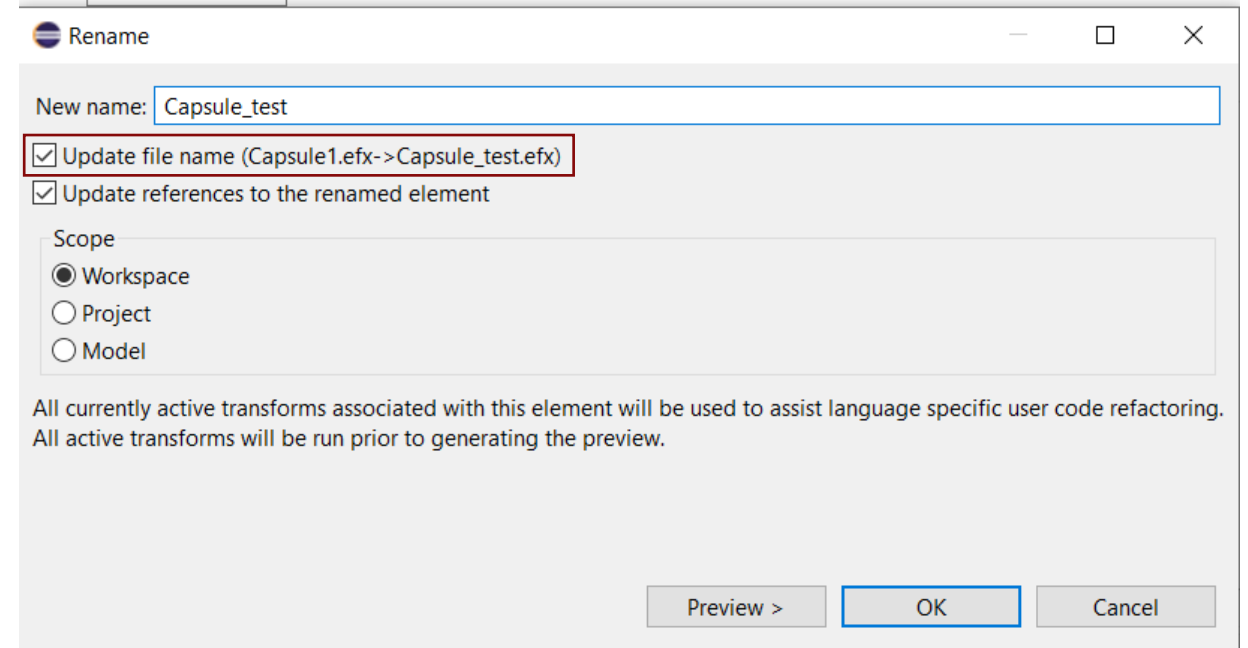 Rename
New name: Capsule_test
Update file name (Capsule1.efx->Capsule_test.efx)
Update references to the renamed element
Scope
Workspace
Project
Model
All currently active transforms associated with this element will be used to assist language specific user code refactoring.
All active transforms will be run prior to generating the preview.
Preview > OK Cancel